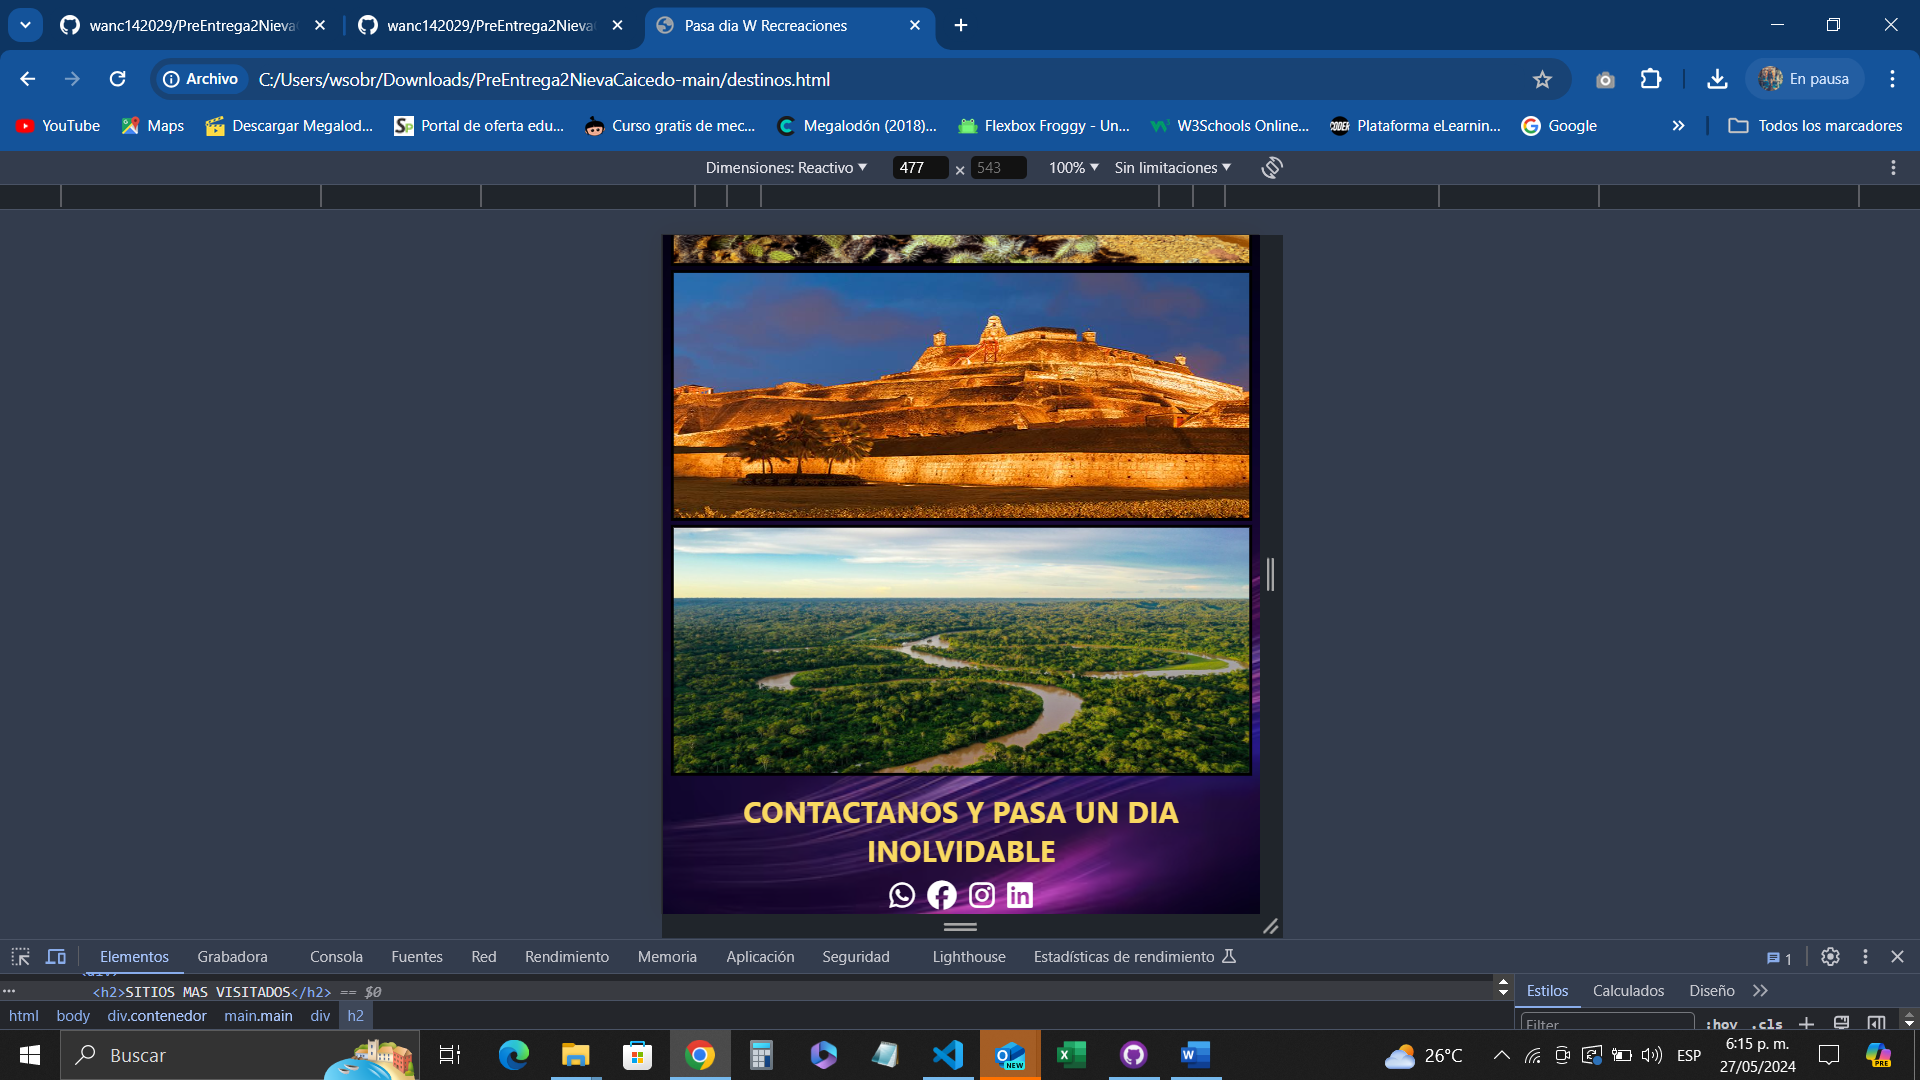 wanc142029/PreEntrega2Nieva
wanc142029/PreEntrega2Nieva
Pasa dia W Recreaciones
Archivo
C:/Users/wsobr/Downloads/PreEntrega2NievaCaicedo-main/destinos.html
En pausa
YouTube
Maps
Descargar Megalod...
Portal de oferta edu...
Curso gratis de mec...
Megalodón (2018)...
Flexbox Froggy - Un...
W3Schools Online...
Plataforma eLearnin...
Google
Todos los marcadores
Dimensiones: Reactivo
477
×
543
100%
Sin limitaciones
CONTACTANOS Y PASA UN DIA
INOLVIDABLE
Elementos
Grabadora
Consola
Fuentes
Red
Rendimiento
Memoria
Aplicación
Seguridad
Lighthouse
Estadísticas de rendimiento
1
<h2>SITIOS MAS VISITADOS</h2> == $0
Estilos
Calculados
Diseño
html
body
div.contenedor
main.main
div
h2
Filter
:hov
.cls
Buscar
26°C
ESP
6:15 p. m.
27/05/2024